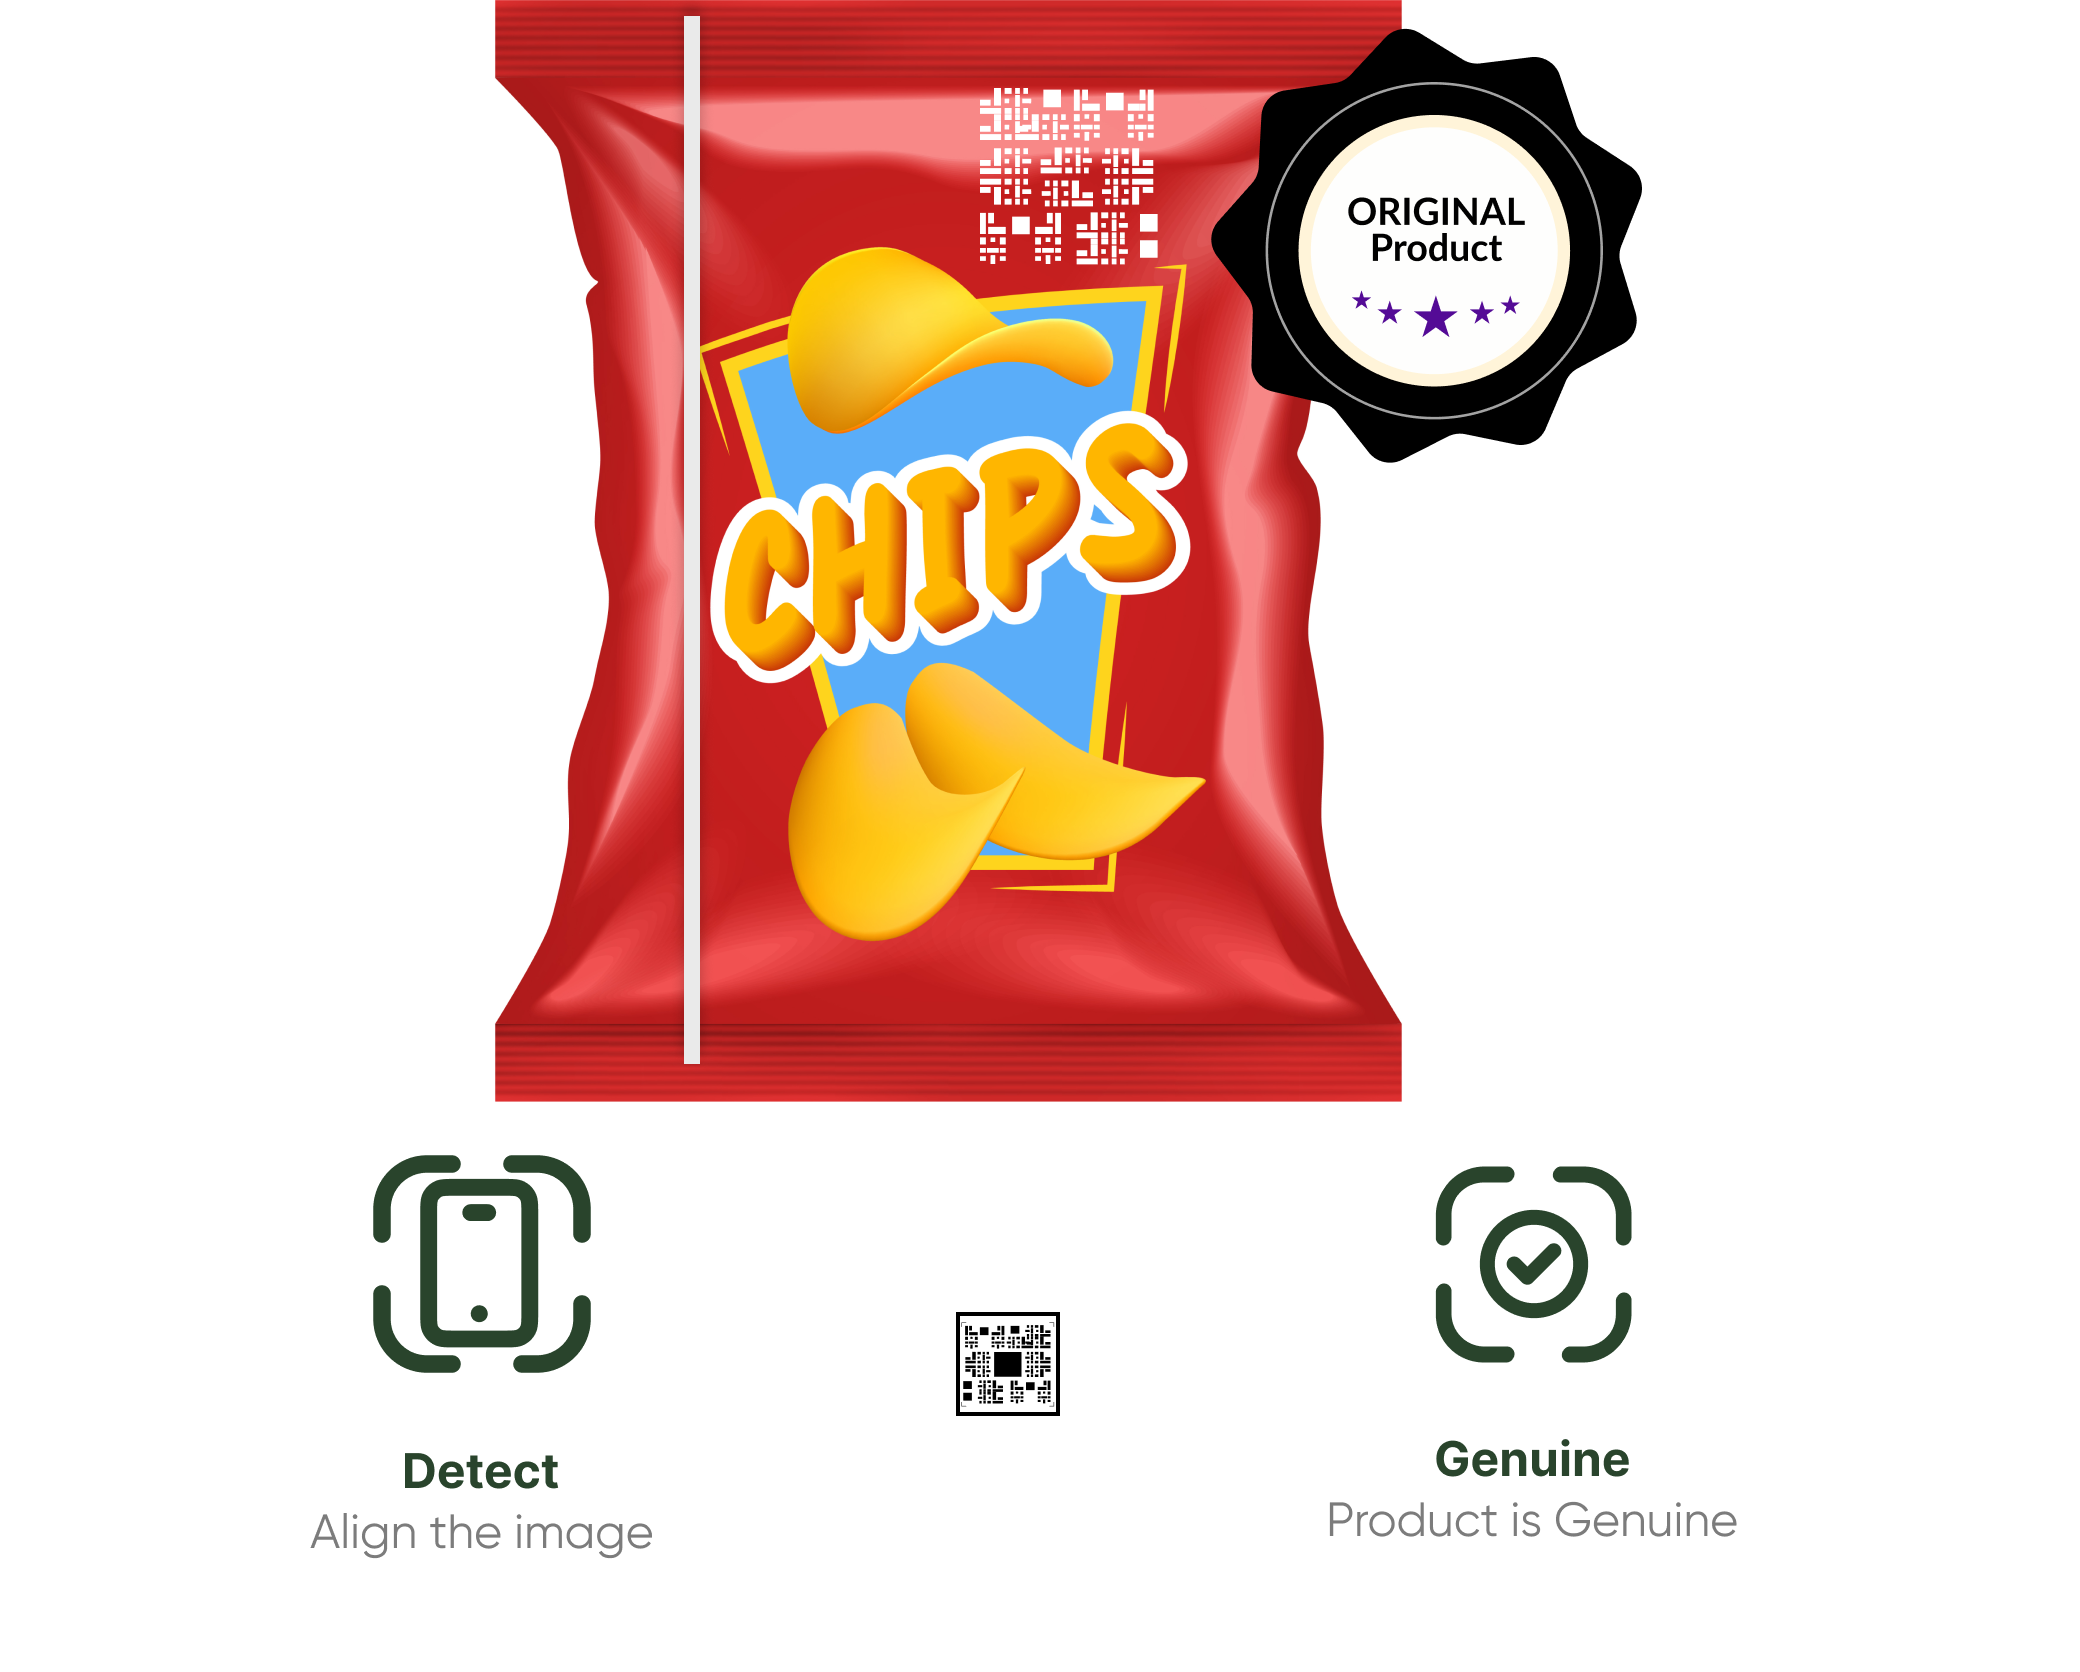 ORIGINAL
Product
CHIPS
Detect
Align the image
Genuine
Product is Genuine